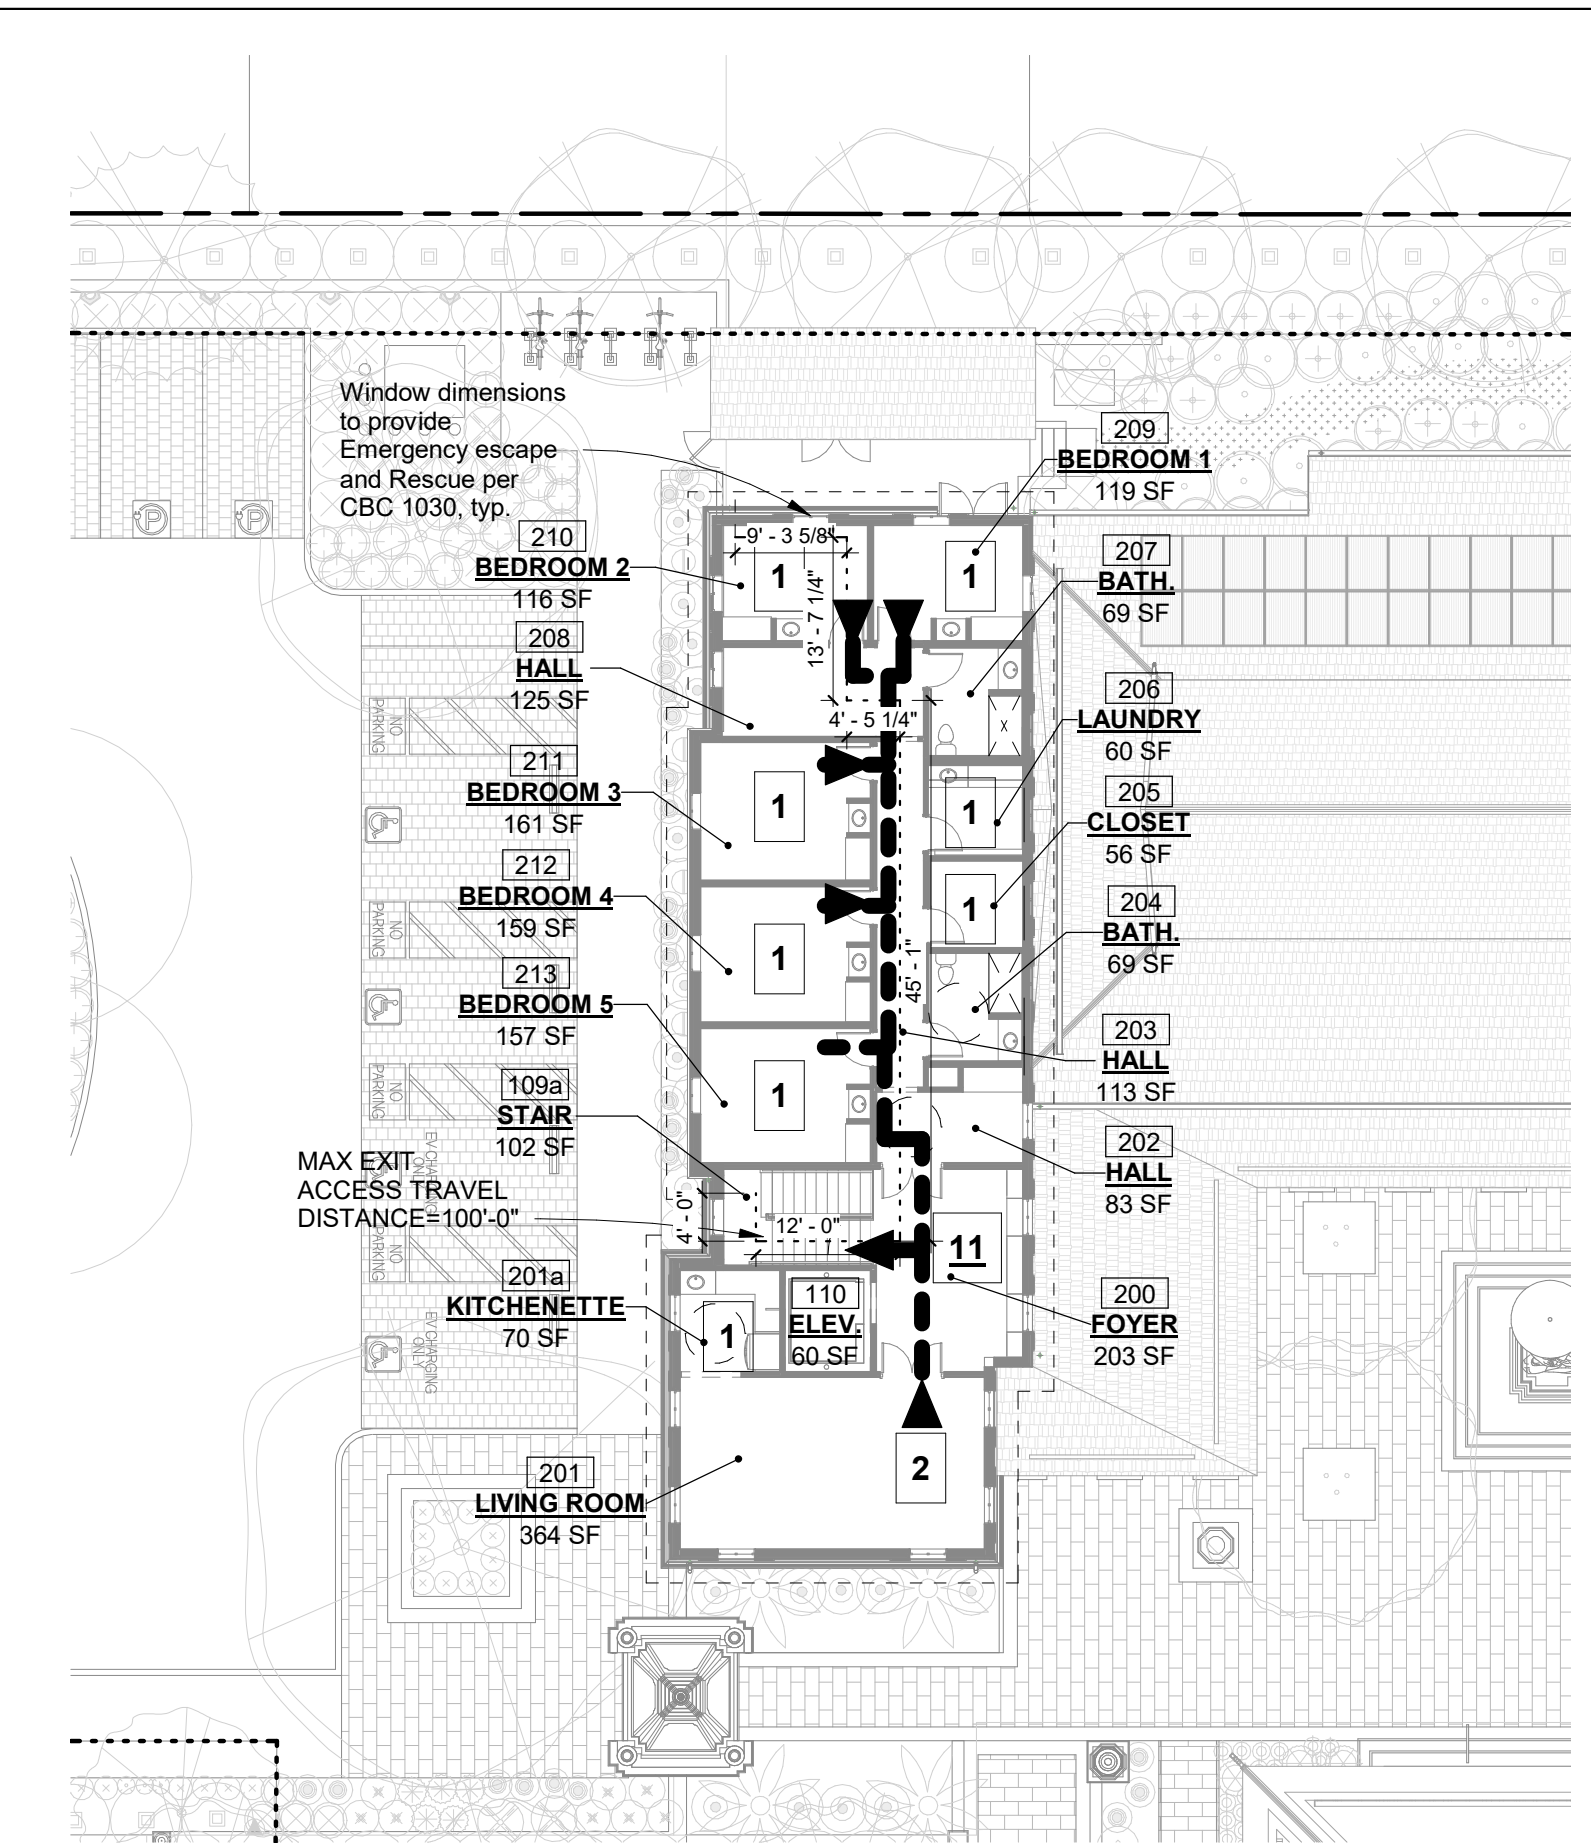 Window dimensions
to provide
Emergency escape
and Rescue per
CBC 1030, typ.
209
BEDROOM 1
119 SF
210
BEDROOM 2
116 SF
9' - 3 5/8"
1
1
13' - 7 1/4"
207
BATH.
69 SF
208
HALL
125 SF
206
LAUNDRY
60 SF
4' - 5 1/4"
NO
PARKING
211
BEDROOM 3
161 SF
1
1
205
CLOSET
56 SF
212
BEDROOM 4
159 SF
1
1
204
BATH.
69 SF
NO
PARKING
45' - 1"
213
BEDROOM 5
157 SF
1
203
HALL
113 SF
109a
STAIR
102 SF
NO
PARKING
202
HALL
83 SF
MAX EXIT
ACCESS TRAVEL
DISTANCE=100'-0"
EV CHARGING
ONLY
4' - 0"
12' - 0"
11
NO
PARKING
201a
KITCHENETTE
70 SF
1
110
ELEV.
60 SF
200
FOYER
203 SF
EV CHARGING
ONLY
201
LIVING ROOM
364 SF
2
P
P